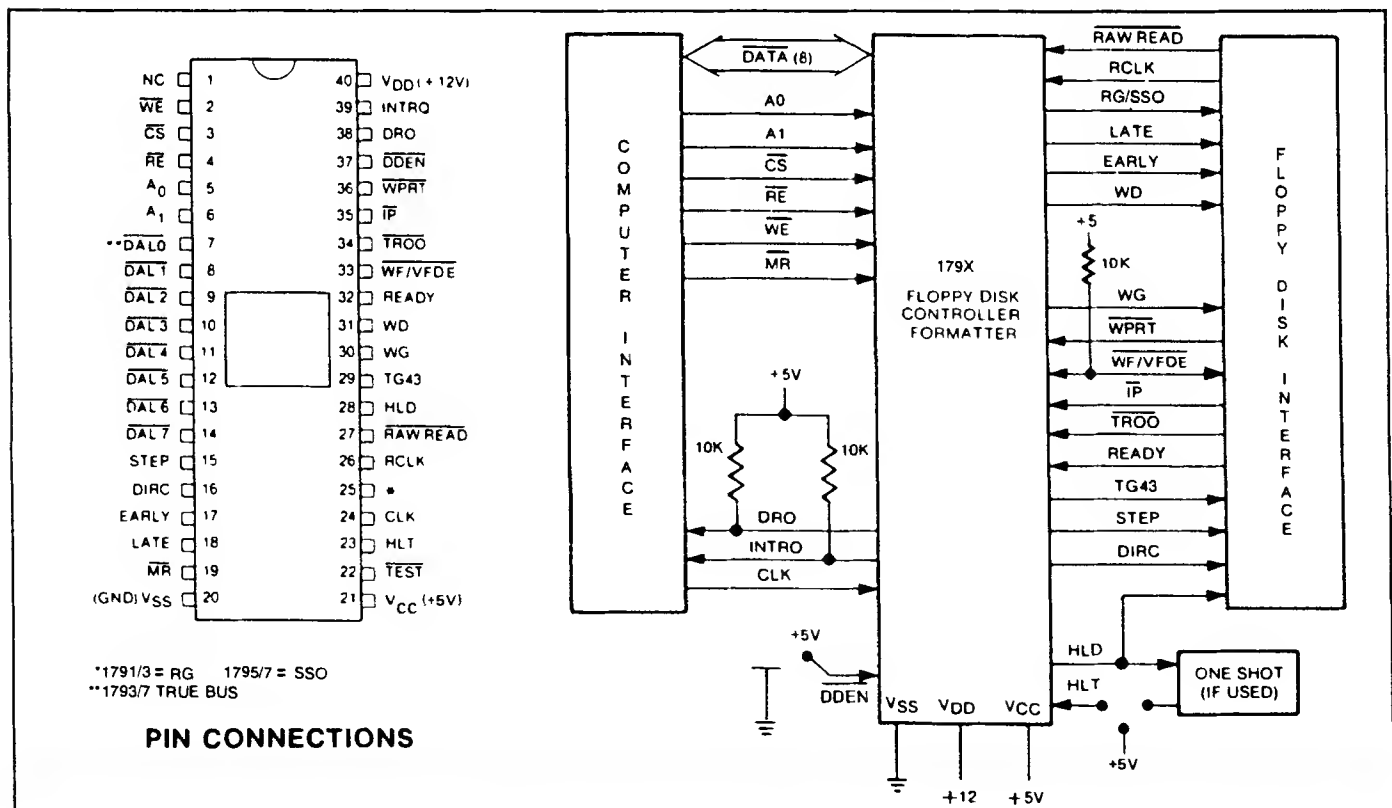 NC 1 40 VDD (+12V)
WE 2 39 INTRQ
CS 3 38 DRO
RE 4 37 DDEN
A0 5 36 WPRT
A1 6 35 IP
**DAL0 7 34 TROO
DAL1 8 33 WF/VFDE
DAL2 9 32 READY
DAL3 10 31 WD
DAL4 11 30 WG
DAL5 12 29 TG43
DAL6 13 28 HLD
DAL7 14 27 RAW READ
STEP 15 26 RCLK
DIRC 16 25 *
EARLY 17 24 CLK
LATE 18 23 HLT
MR 19 22 TEST
(GND) VSS 20 21 VCC (+5V)
*1791/3 = RG 1795/7 = SSO
**1793/7 TRUE BUS
PIN CONNECTIONS
COMPUTER INTERFACE
DATA (8)
A0
A1
CS
RE
WE
MR
+5V
10K
10K
DRO
INTRO
CLK
+5V
DDEN
179X
FLOPPY DISK
CONTROLLER
FORMATTER
VSS VDD VCC
+12
+5V
RAW READ
RCLK
RG/SSO
LATE
EARLY
WD
+5
10K
WG
WPRT
WF/VFDE
IP
TROO
READY
TG43
STEP
DIRC
HLD
HLT
+5V
ONE SHOT
(IF USED)
FLOPPY DISK INTERFACE